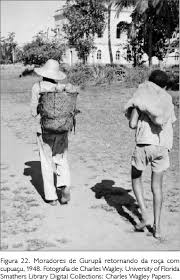 Figura 22. Moradores de Gurupá retornando da roça com
cupuaçu, 1948. Fotografia de Charles Wagley. University of Florida
Smathers Library Digital Collections: Charles Wagley Papers.